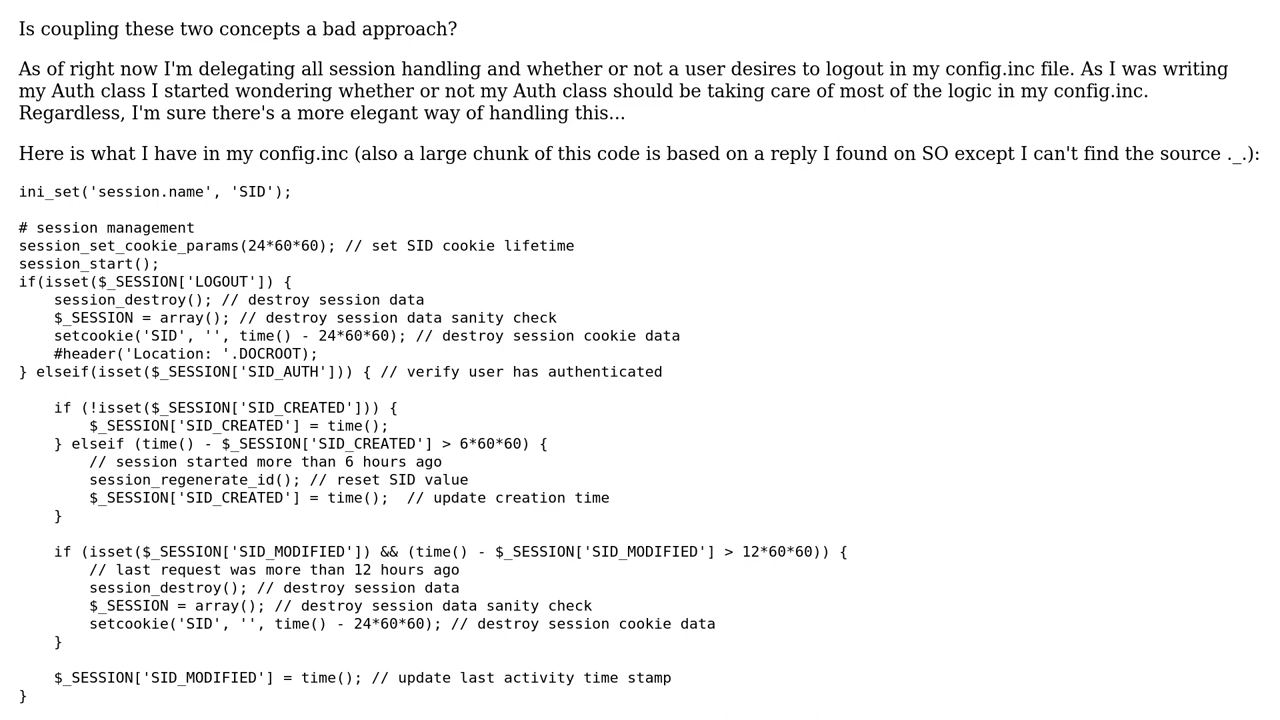 Is coupling these two concepts a bad approach?
As of right now I'm delegating all session handling and whether or not a user desires to logout in my config.inc file. As I was writing
my Auth class I started wondering whether or not my Auth class should be taking care of most of the logic in my config.inc.
Regardless, I'm sure there's a more elegant way of handling this...
Here is what I have in my config.inc (also a large chunk of this code is based on a reply I found on SO except I can't find the source ._.):
ini_set('session.name', 'SID');
# session management
session_set_cookie_params(24*60*60); // set SID cookie lifetime
session_start();
if(isset($_SESSION['LOGOUT']) {
    session_destroy(); // destroy session data
    $_SESSION = array(); // destroy session data sanity check
    setcookie('SID', '', time() - 24*60*60); // destroy session cookie data
    #header('Location: '.DOCROOT);
} elseif(isset($_SESSION['SID_AUTH'])) { // verify user has authenticated
    if (!isset($_SESSION['SID_CREATED'])) {
        $_SESSION['SID_CREATED'] = time();
    } elseif (time() - $_SESSION['SID_CREATED'] > 6*60*60) {
        // session started more than 6 hours ago
        session_regenerate_id(); // reset SID value
        $_SESSION['SID_CREATED'] = time();  // update creation time
    }
    if (isset($_SESSION['SID_MODIFIED']) && (time() - $_SESSION['SID_MODIFIED'] > 12*60*60)) {
        // last request was more than 12 hours ago
        session_destroy(); // destroy session data
        $_SESSION = array(); // destroy session data sanity check
        setcookie('SID', '', time() - 24*60*60); // destroy session cookie data
    }
    $_SESSION['SID_MODIFIED'] = time(); // update last activity time stamp
}